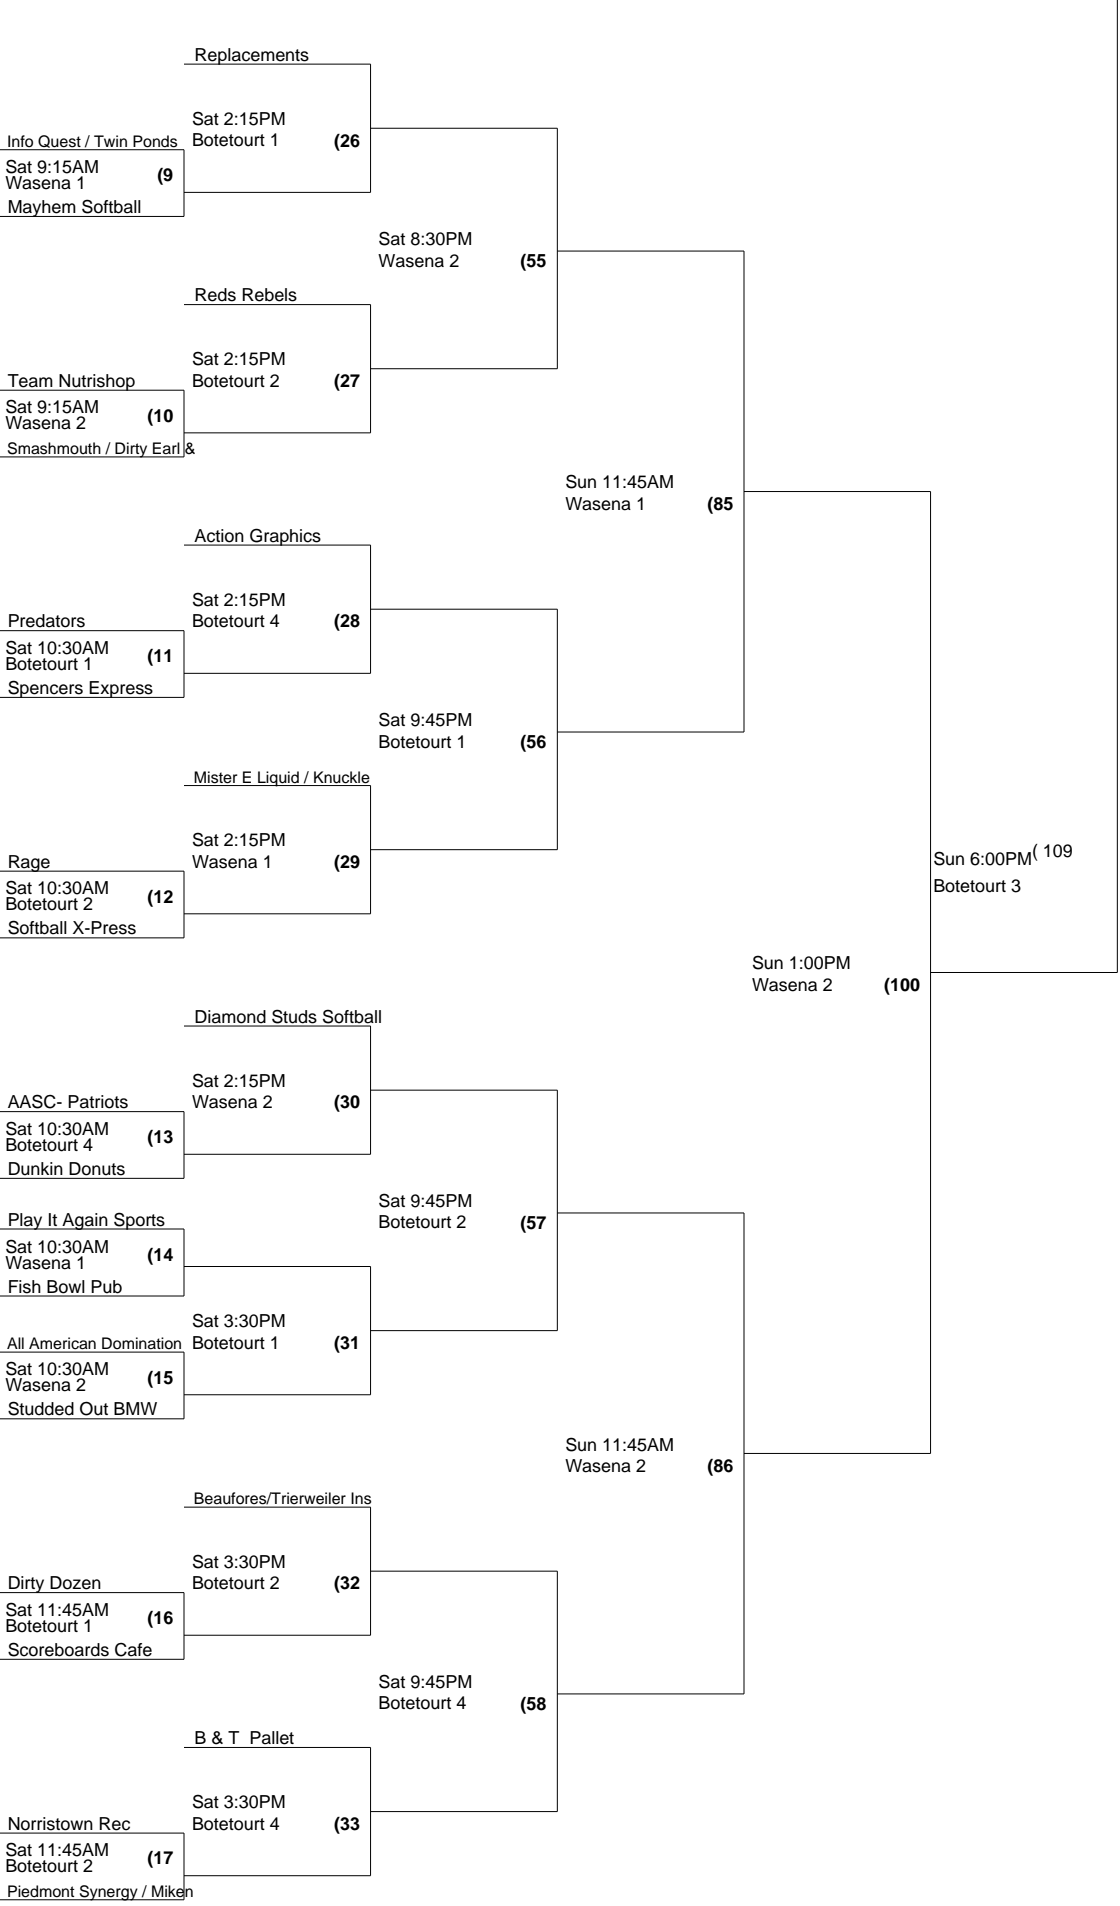 Replacements
Sat 2:15PM
Botetourt 1 (26
Info Quest / Twin Ponds
Sat 9:15AM
Wasena 1 (9
Mayhem Softball
Sat 8:30PM
Wasena 2 (55
Reds Rebels
Sat 2:15PM
Botetourt 2 (27
Team Nutrishop
Sat 9:15AM
Wasena 2 (10
Smashmouth / Dirty Earl &
Sun 11:45AM
Wasena 1 (85
Action Graphics
Sat 2:15PM
Botetourt 4 (28
Predators
Sat 10:30AM
Botetourt 1 (11
Spencers Express
Sat 9:45PM
Botetourt 1 (56
Mister E Liquid / Knuckle
Sat 2:15PM
Wasena 1 (29
Rage
Sat 10:30AM
Botetourt 2 (12
Softball X-Press
Sun 6:00PM( 109
Botetourt 3
Sun 1:00PM
Wasena 2 (100
Diamond Studs Softball
Sat 2:15PM
Wasena 2 (30
AASC- Patriots
Sat 10:30AM
Botetourt 4 (13
Dunkin Donuts
Sat 9:45PM
Botetourt 2 (57
Play It Again Sports
Sat 10:30AM
Wasena 1 (14
Fish Bowl Pub
Sat 3:30PM
Botetourt 1 (31
All American Domination
Sat 10:30AM
Wasena 2 (15
Studded Out BMW
Sun 11:45AM
Wasena 2 (86
Beaufores/Trierweiler Ins
Sat 3:30PM
Botetourt 2 (32
Dirty Dozen
Sat 11:45AM
Botetourt 1 (16
Scoreboards Cafe
Sat 9:45PM
Botetourt 4 (58
B & T Pallet
Sat 3:30PM
Botetourt 4 (33
Norristown Rec
Sat 11:45AM
Botetourt 2 (17
Piedmont Synergy / Miken